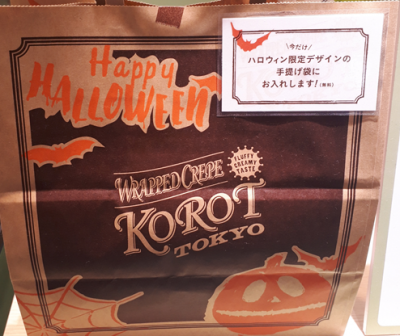 Happy
HALLOWEEN
\今だけ/
ハロウィン限定デザインの
手提げ袋に
お入れします!(無料)
WRAPPED CREPE
FLUFFY
CREAMY
TASTE
KOROT
TOKYO